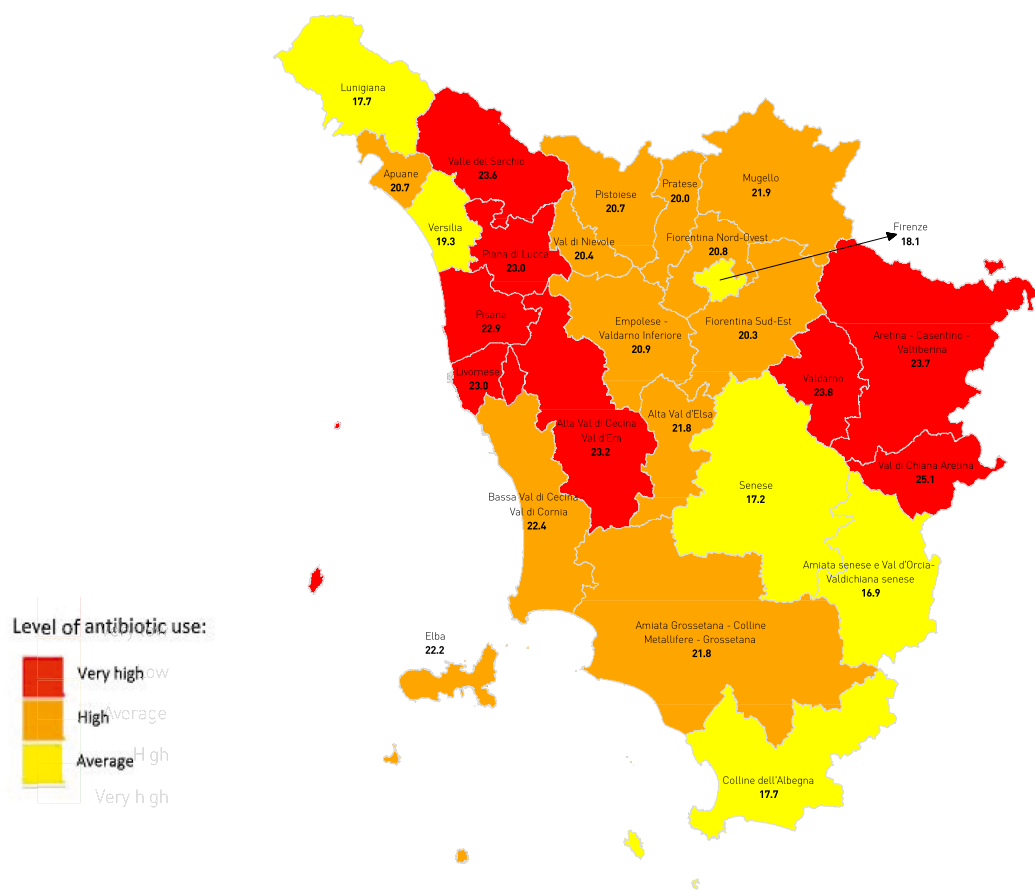 Lunigiana
17.7
Valle del Serchio
23.6
Apuane
20.7
Versilia
19.3
Pistoiese
20.7
Pratese
20.0
Mugello
21.9
Firenze
18.1
Val di Nievole
20.4
Fiorentina Nord-Ovest
20.8
Piana di Lucca
23.0
Pisana
22.9
Empolese -
Valdarno Inferiore
20.9
Fiorentina Sud-Est
20.3
Aretina - Casentino -
Valtiberina
23.7
Livornese
23.0
Valdarno
23.8
Alta Val di Cecina -
Val d'Era
23.2
Alta Val d'Elsa
21.8
Val di Chiana Aretina
25.1
Senese
17.2
Bassa Val di Cecina-
Val di Cornia
22.4
Amiata senese e Val d'Orcia-
Valdichiana senese
16.9
Elba
22.2
Amiata Grossetana - Colline
Metallifere - Grossetana
21.8
Colline dell'Albegna
17.7
Level of antibiotic use:
Very high
High
Average
Average
H gh
Very h gh